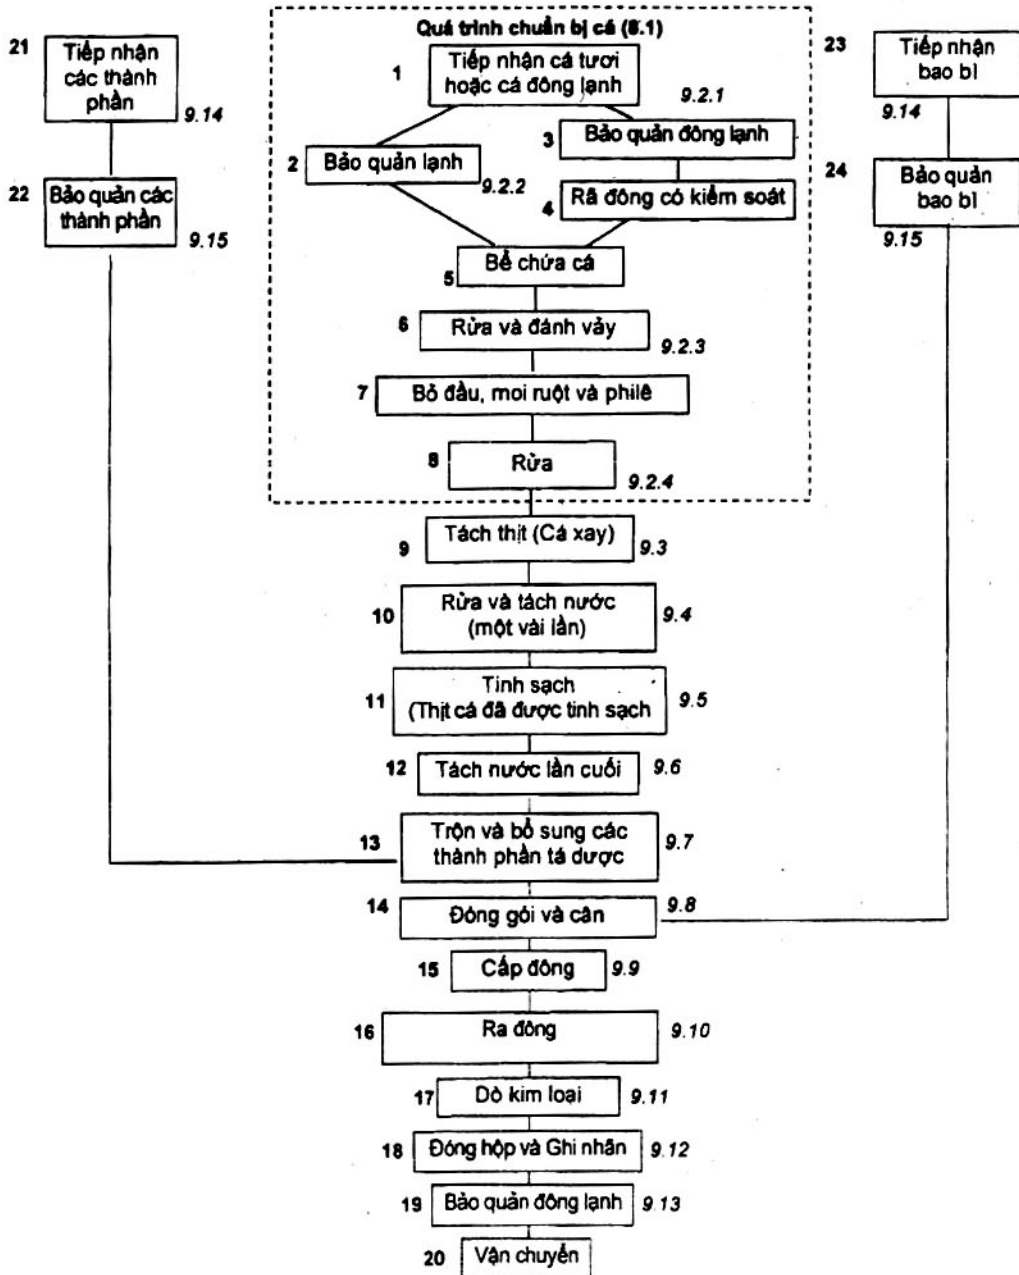 Quá trình chuẩn bị cá (8.1)
21
Tiếp nhận
các thành
phần
9.14
22
Bảo quản các
thành phần
9.15
1
Tiếp nhận cá tươi
hoặc cá đông lạnh
9.2.1
2
Bảo quản lạnh
9.2.2
3
Bảo quản đông lạnh
4
Rã đông có kiểm soát
5
Bể chứa cá
6
Rửa và đánh vảy
9.2.3
7
Bỏ đầu, moi ruột và philê
8
Rửa
9.2.4
23
Tiếp nhận
bao bì
9.14
24
Bảo quản
bao bì
9.15
9
Tách thịt (Cá xay)
9.3
10
Rửa và tách nước
(một vài lần)
9.4
11
Tinh sạch
(Thịt cá đã được tinh sạch
9.5
12
Tách nước lần cuối
9.6
13
Trộn và bổ sung các
thành phần tá dược
9.7
14
Đóng gói và cân
9.8
15
Cấp đông
9.9
16
Ra đông
9.10
17
Dò kim loại
9.11
18
Đóng hộp và Ghi nhãn
9.12
19
Bảo quản đông lạnh
9.13
20
Vận chuyển